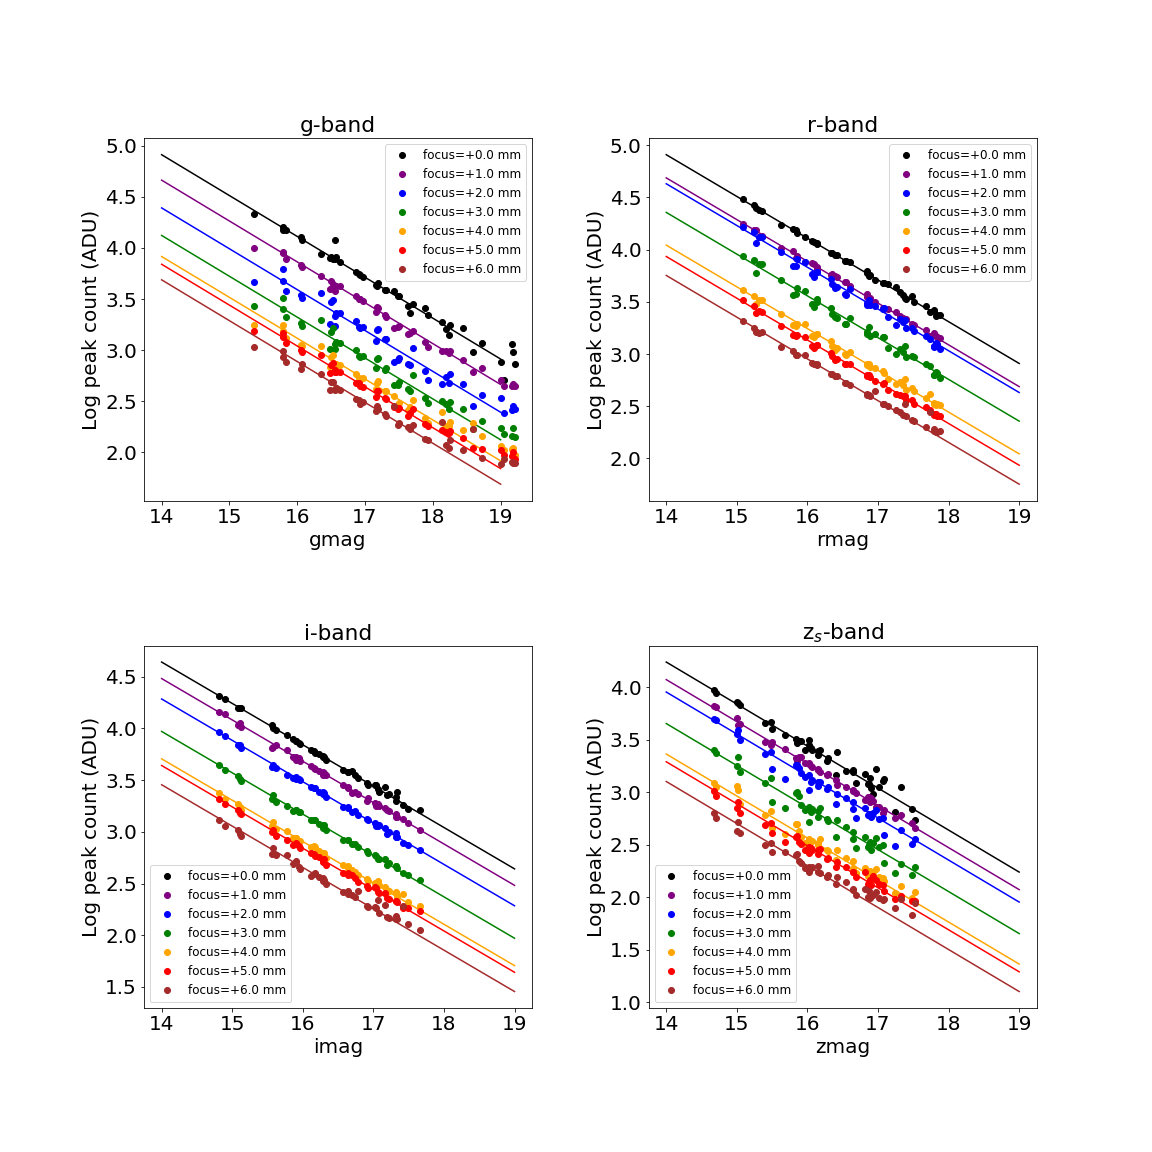 g-band
5.0
4.5
4.0
3.5
3.0
2.5
2.0
Log peak count (ADU)
focus=+0.0 mm
focus=+1.0 mm
focus=+2.0 mm
focus=+3.0 mm
focus=+4.0 mm
focus=+5.0 mm
focus=+6.0 mm
14 15 16 17 18 19
gmag
r-band
5.0
4.5
4.0
3.5
3.0
2.5
2.0
Log peak count (ADU)
focus=+0.0 mm
focus=+1.0 mm
focus=+2.0 mm
focus=+3.0 mm
focus=+4.0 mm
focus=+5.0 mm
focus=+6.0 mm
14 15 16 17 18 19
rmag
i-band
4.5
4.0
3.5
3.0
2.5
2.0
1.5
Log peak count (ADU)
focus=+0.0 mm
focus=+1.0 mm
focus=+2.0 mm
focus=+3.0 mm
focus=+4.0 mm
focus=+5.0 mm
focus=+6.0 mm
14 15 16 17 18 19
imag
z$_s$-band
4.0
3.5
3.0
2.5
2.0
1.5
1.0
Log peak count (ADU)
focus=+0.0 mm
focus=+1.0 mm
focus=+2.0 mm
focus=+3.0 mm
focus=+4.0 mm
focus=+5.0 mm
focus=+6.0 mm
14 15 16 17 18 19
zmag